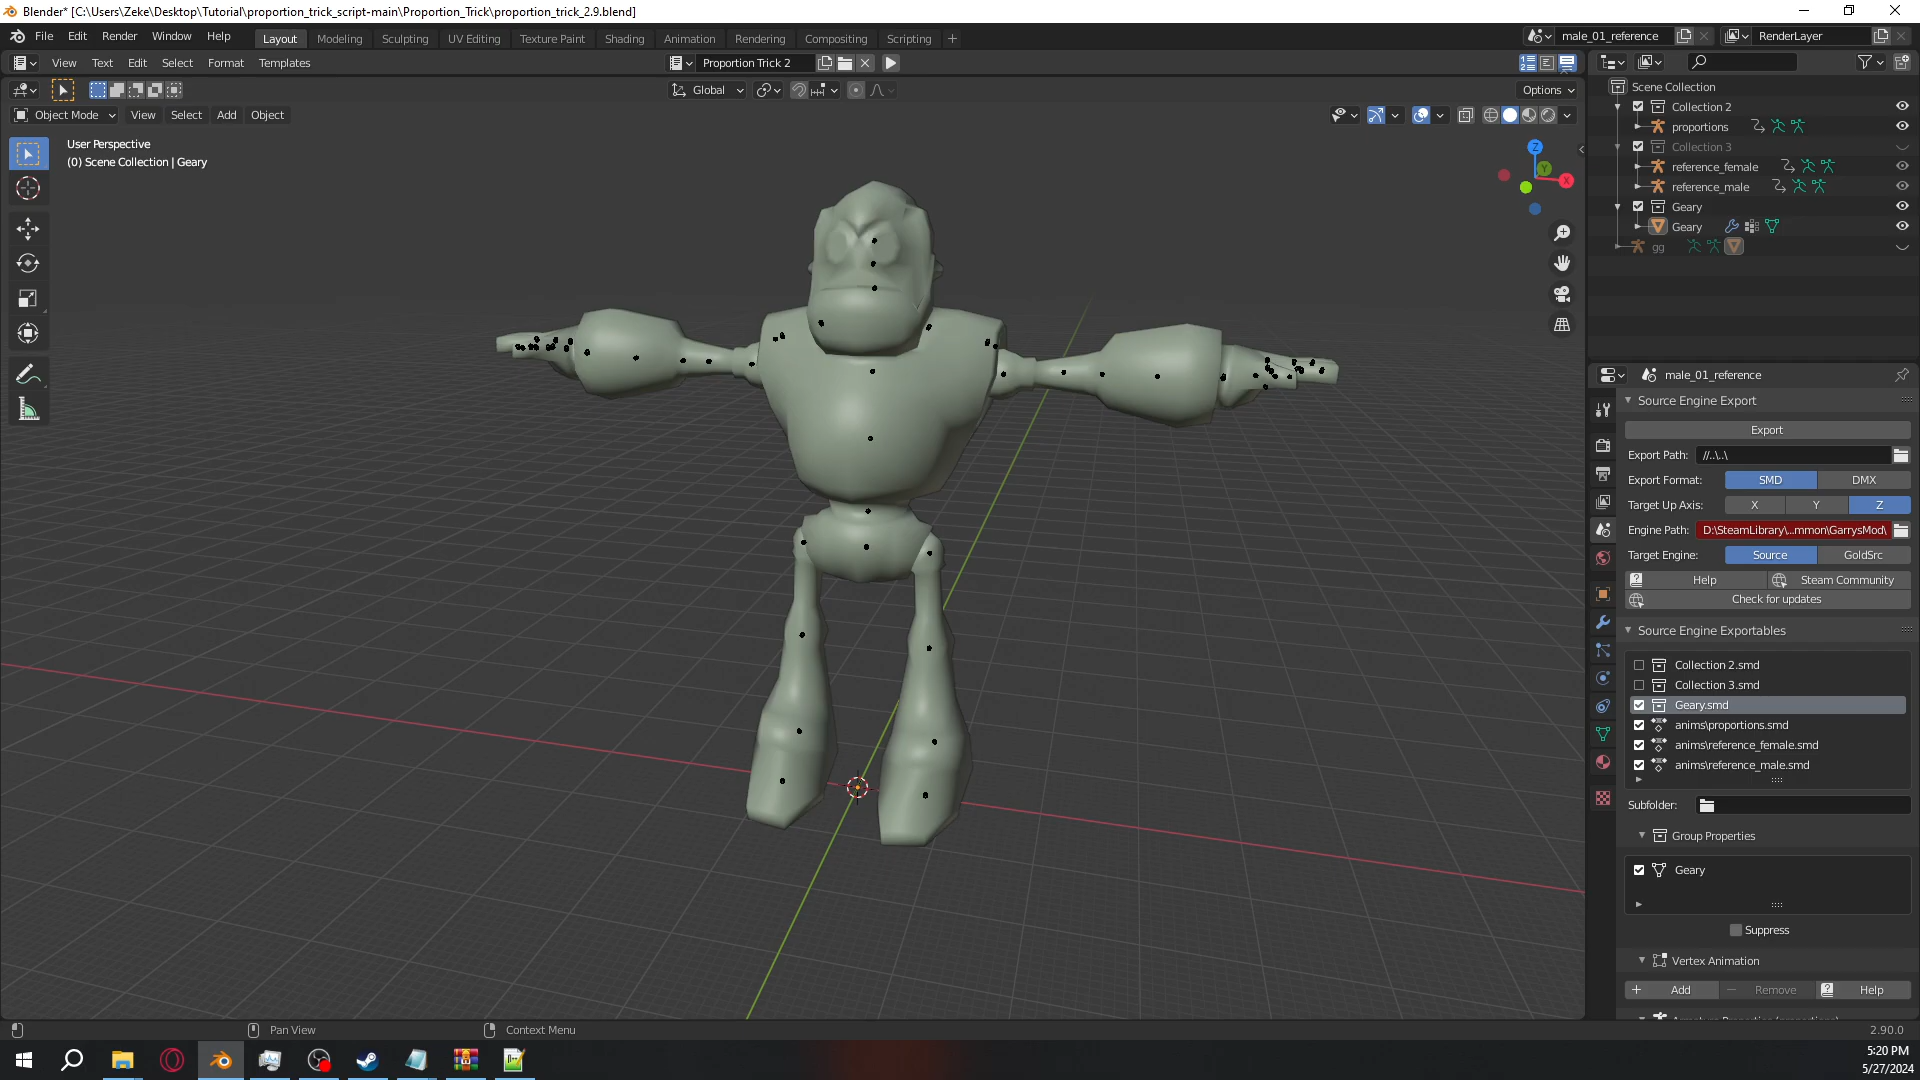 Blender* [C:\Users\Zeke\Desktop\Tutorial\proportion_trick_script-main\Proportion_Trick\proportion_trick_2.9.blend]
File Edit Render Window Help Layout Modeling Sculpting UV Editing Texture Paint Shading Animation Rendering Compositing Scripting + male_01_reference RenderLayer
View Text Edit Select Format Templates Proportion Trick 2
Global Options
Object Mode View Select Add Object
User Perspective
(0) Scene Collection | Geary
Z
Y
X
Scene Collection
Collection 2
proportions
Collection 3
reference_female
reference_male
Geary
Geary
gg
male_01_reference
Source Engine Export
Export
Export Path: //..\..\
Export Format: SMD DMX
Target Up Axis: X Y Z
Engine Path: D:\SteamLibrary\...mmon\GarrysMod\
Target Engine: Source GoldSrc
Help Steam Community
Check for updates
Source Engine Exportables
Collection 2.smd
Collection 3.smd
Geary.smd
anims\proportions.smd
anims\reference_female.smd
anims\reference_male.smd
Subfolder:
Group Properties
Geary
Suppress
Vertex Animation
Add Remove Help
Pan View Context Menu 2.90.0
5:20 PM
5/27/2024